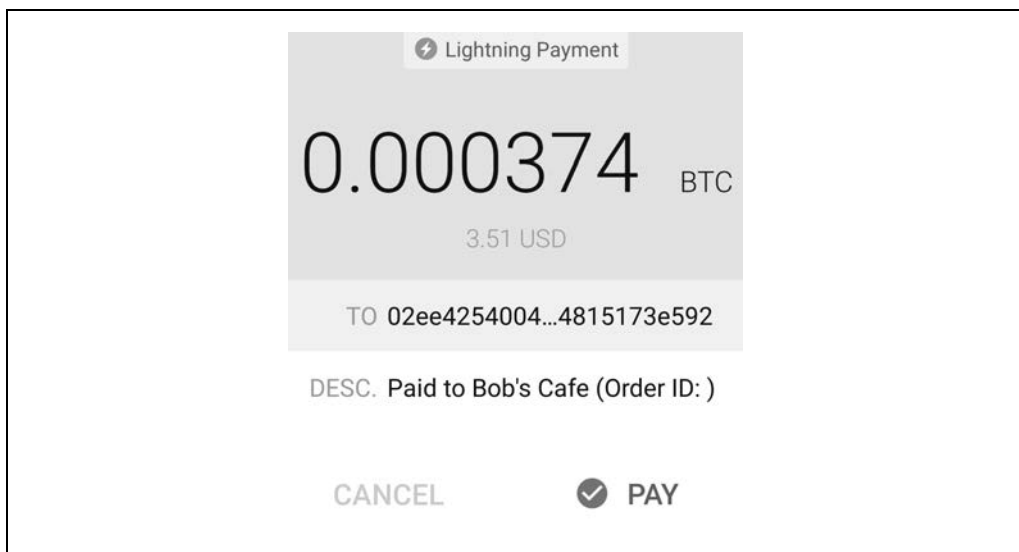 Lightning Payment
0.000374 BTC
3.51 USD
TO 02ee4254004...4815173e592
DESC. Paid to Bob's Cafe (Order ID: )
CANCEL PAY